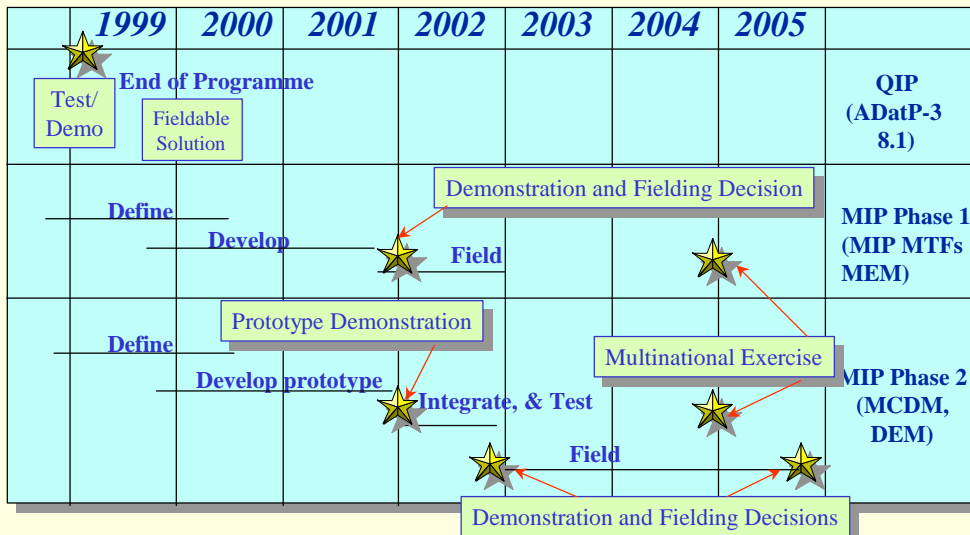 1999 2000 2001 2002 2003 2004 2005
End of Programme
Test/
Demo
Fieldable
Solution
QIP
(ADatP-3
8.1)
Demonstration and Fielding Decision
Define
Develop
Field
MIP Phase 1
(MIP MTFs
MEM)
Prototype Demonstration
Define
Multinational Exercise
Develop prototype
Integrate, & Test
MIP Phase 2
(MCDM,
DEM)
Field
Demonstration and Fielding Decisions